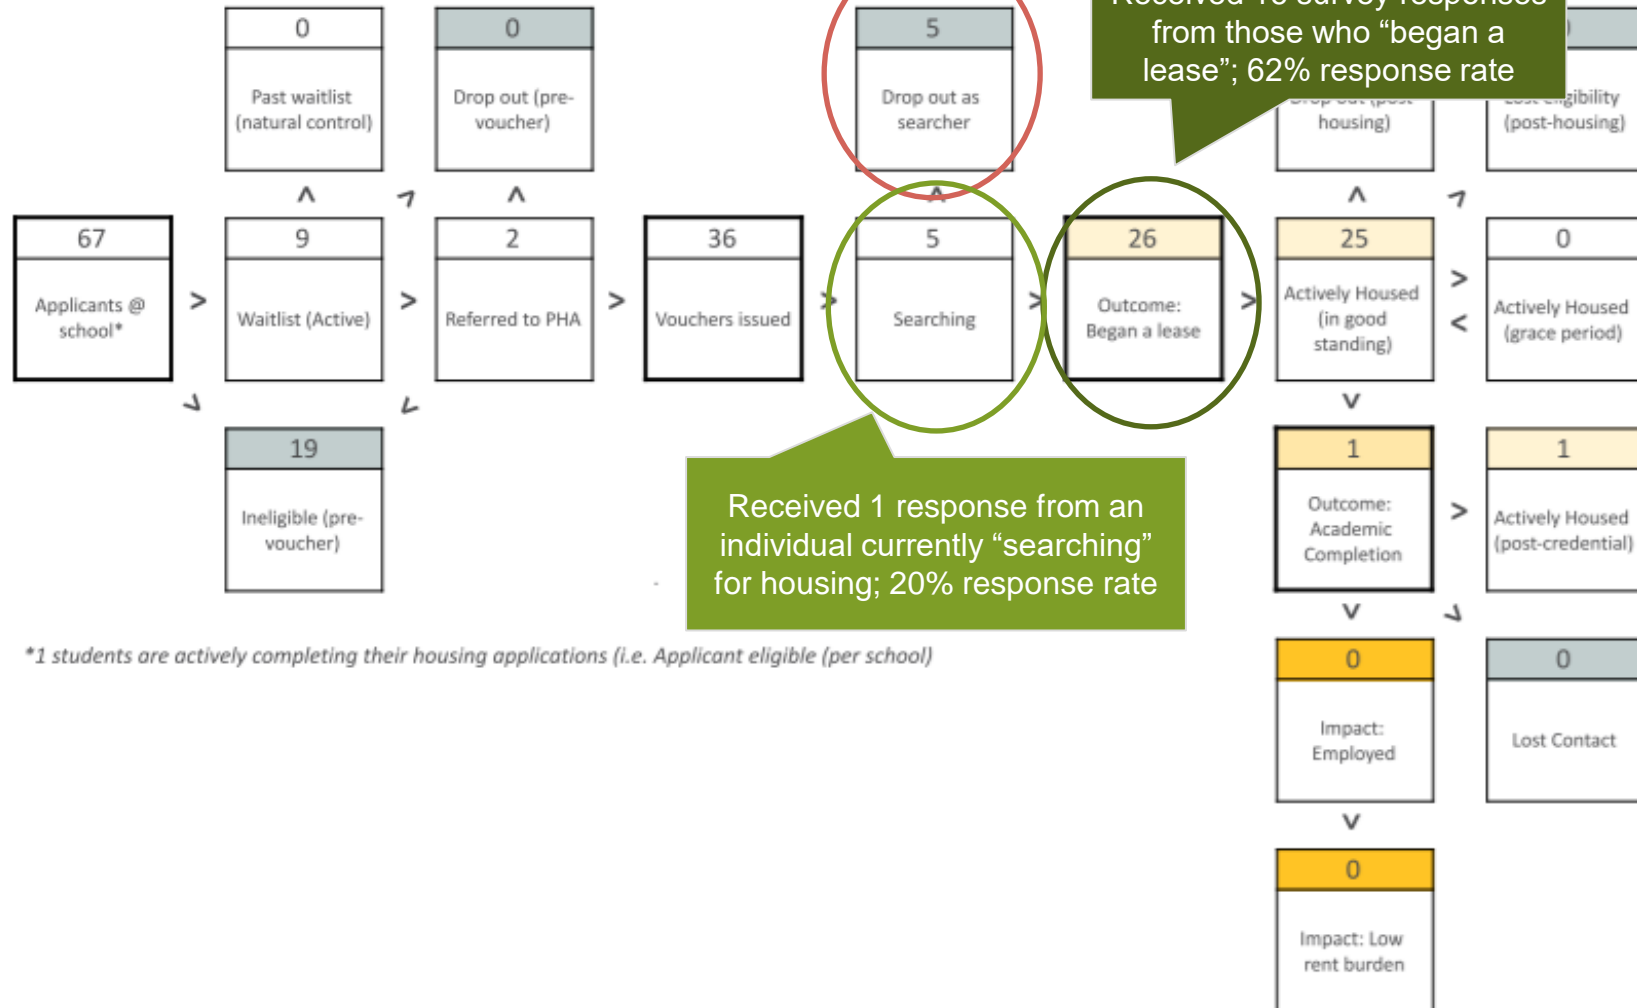 0
Past waitlist
(natural control)
0
Drop out (pre-
voucher)
5
Drop out as
searcher
survey responses
from those who “began a
lease”; 62% response rate
housing)
(post-housing)
67
Applicants @
school*
>
9
Waitlist (Active)
>
2
Referred to PHA
>
36
Vouchers issued
>
5
Searching
>
26
Outcome:
Began a lease
>
25
Actively Housed
(in good
standing)
>
<
0
Actively Housed
(grace period)
19
Ineligible (pre-
voucher)
Received 1 response from an
individual currently “searching”
for housing; 20% response rate
1
Outcome:
Academic
Completion
>
1
Actively Housed
(post-credential)
*1 students are actively completing their housing applications (i.e. Applicant eligible (per school)
0
Impact:
Employed
0
Lost Contact
0
Impact: Low
rent burden